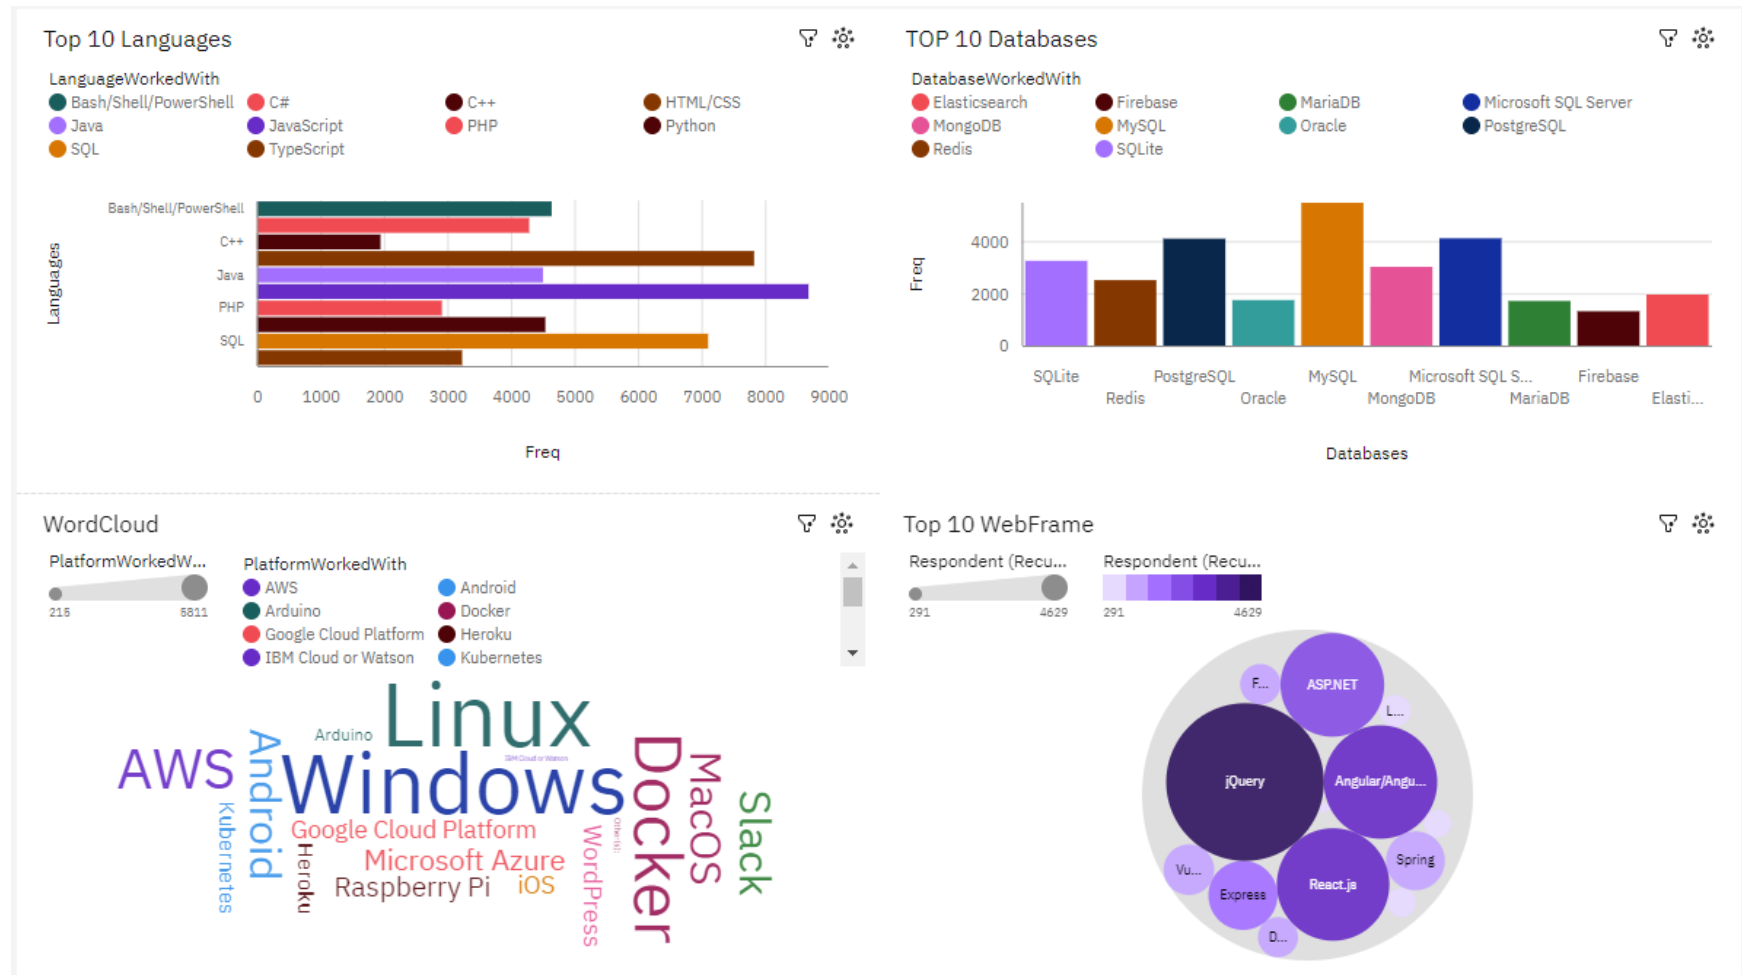 Top 10 Languages
LanguageWorkedWith
Bash/Shell/PowerShell C# C++ HTML/CSS
Java JavaScript PHP Python
SQL TypeScript
Languages
Bash/Shell/PowerShell
C++
Java
PHP
SQL
0 1000 2000 3000 4000 5000 6000 7000 8000 9000
Freq
TOP 10 Databases
DatabaseWorkedWith
Elasticsearch Firebase MariaDB Microsoft SQL Server
MongoDB MySQL Oracle PostgreSQL
Redis SQLite
Freq
4000
2000
0
SQLite PostgreSQL MySQL Microsoft SQL S... Firebase
Redis Oracle MongoDB MariaDB Elasti...
Databases
WordCloud
PlatformWorkedW...
215 5811
PlatformWorkedWith
AWS Android
Arduino Docker
Google Cloud Platform Heroku
IBM Cloud or Watson Kubernetes
Linux
Arduino
AWS
Android
IBM Cloud or Watson
Windows
Docker
MacOS
Slack
Kubernetes
Google Cloud Platform
Other(s):
WordPress
Heroku
Microsoft Azure
Raspberry Pi
iOS
Top 10 WebFrame
Respondent (Recu...
291 4629
Respondent (Recu...
291 4629
F...
ASP.NET
L...
jQuery
Angular/Angu...
Vu...
Spring
Express
React.js
D...